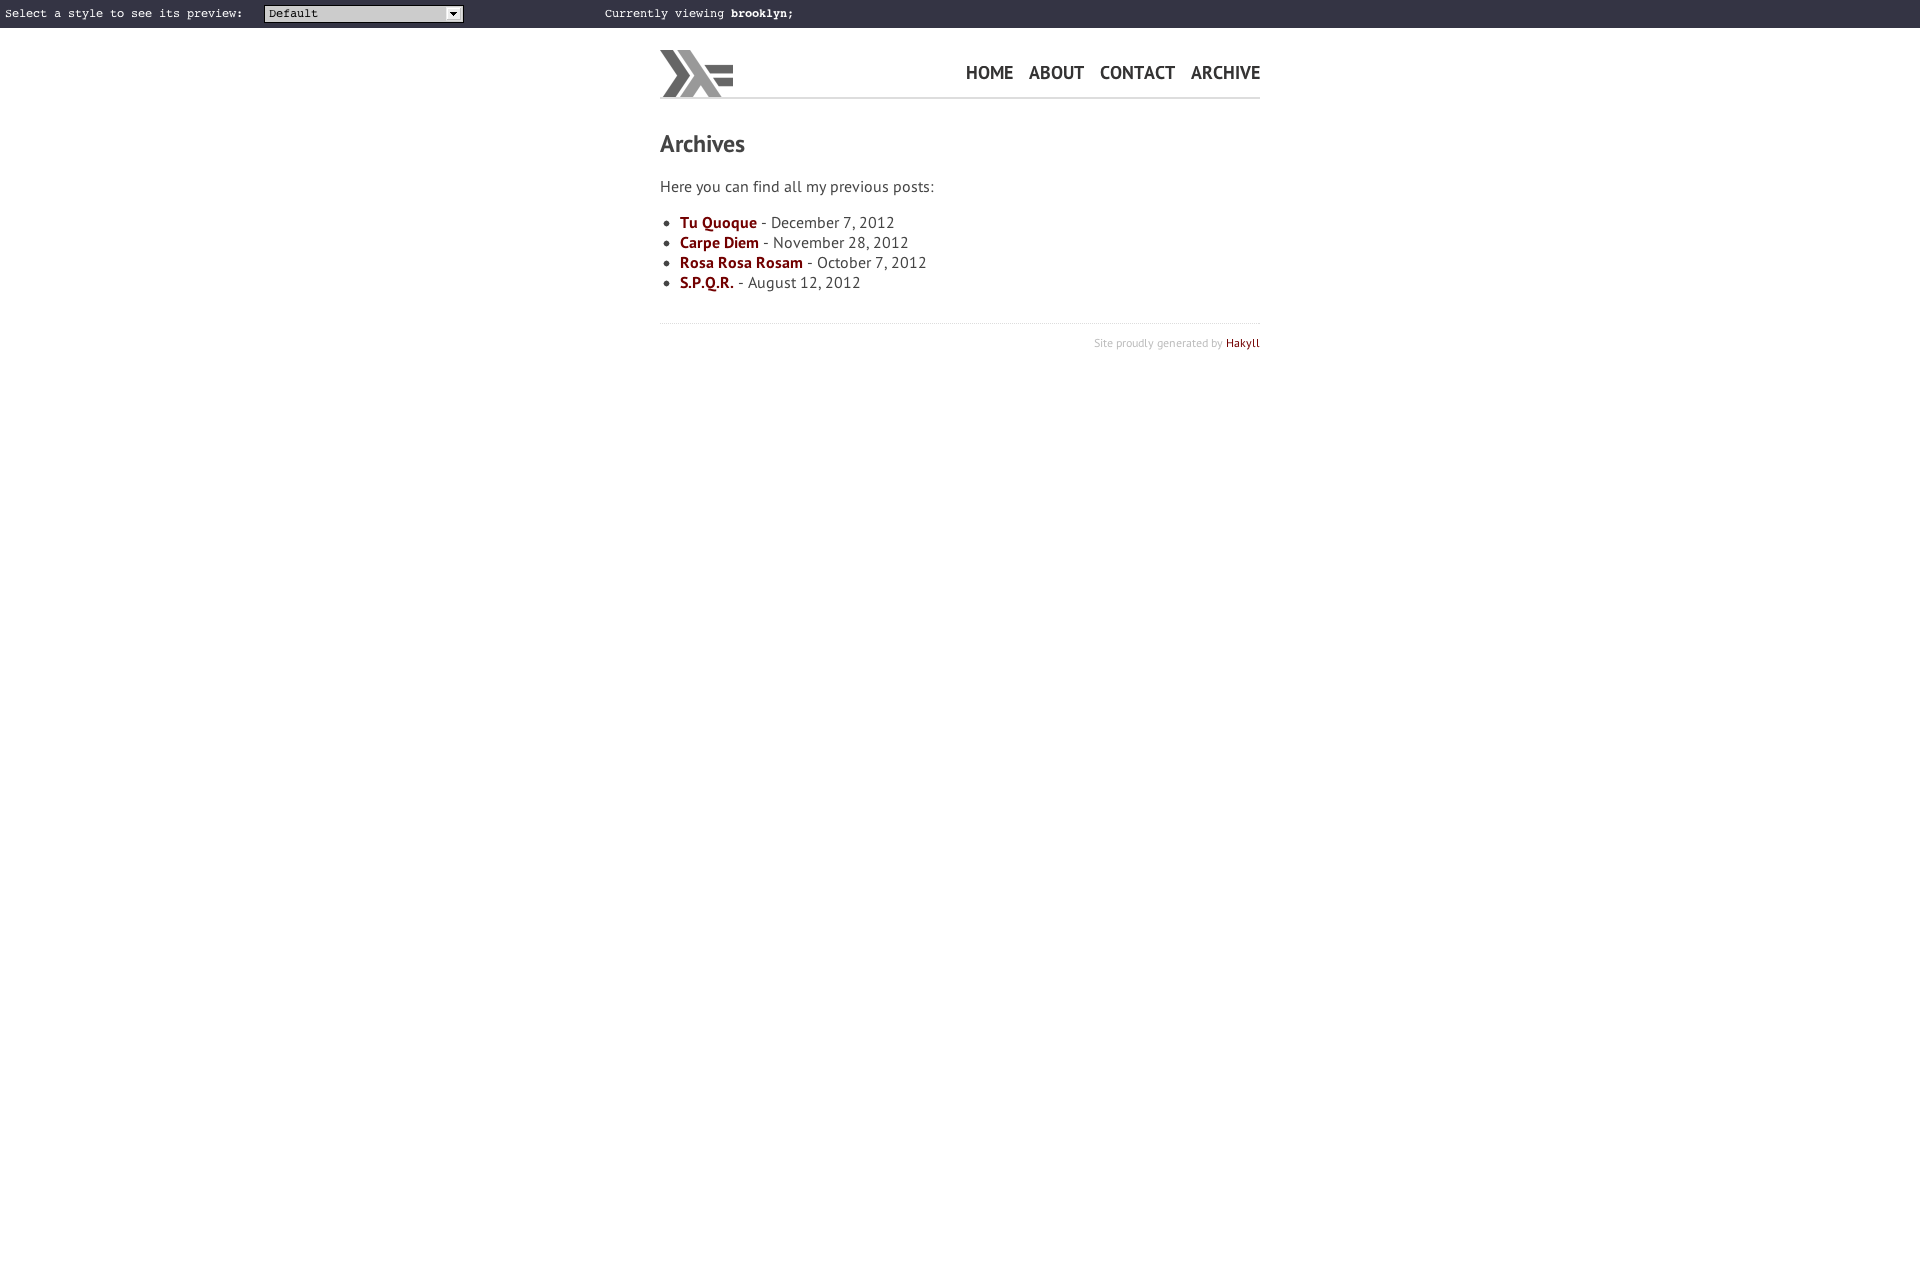 Select a style to see its preview: Default Currently viewing brooklyn;
HOME ABOUT CONTACT ARCHIVE
Archives
Here you can find all my previous posts:
Tu Quoque - December 7, 2012
Carpe Diem - November 28, 2012
Rosa Rosa Rosam - October 7, 2012
S.P.Q.R. - August 12, 2012
Site proudly generated by Hakyll